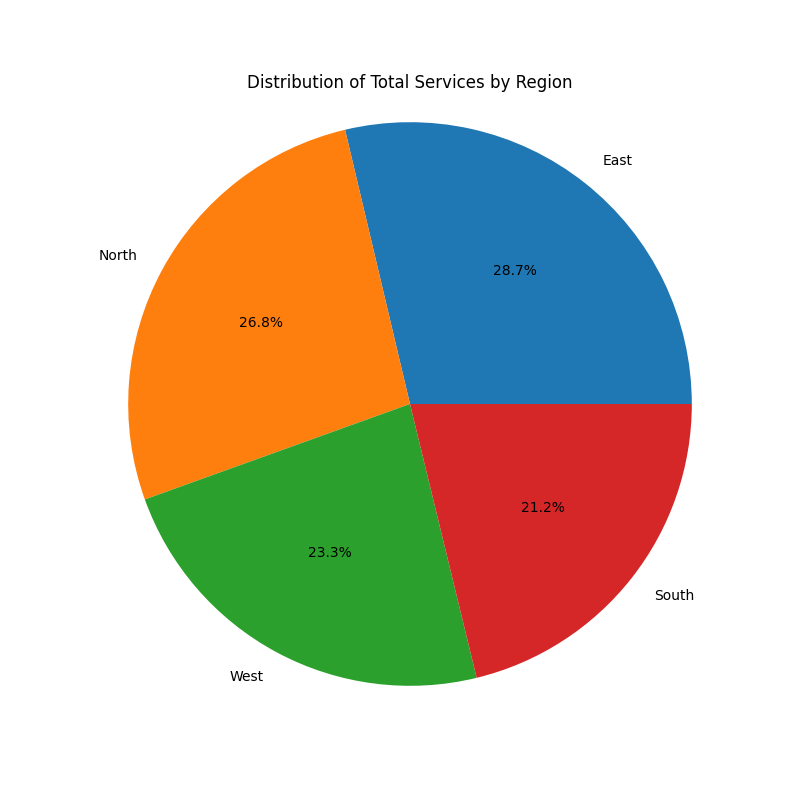 Distribution of Total Services by Region
East
28.7%
North
26.8%
West
23.3%
South
21.2%